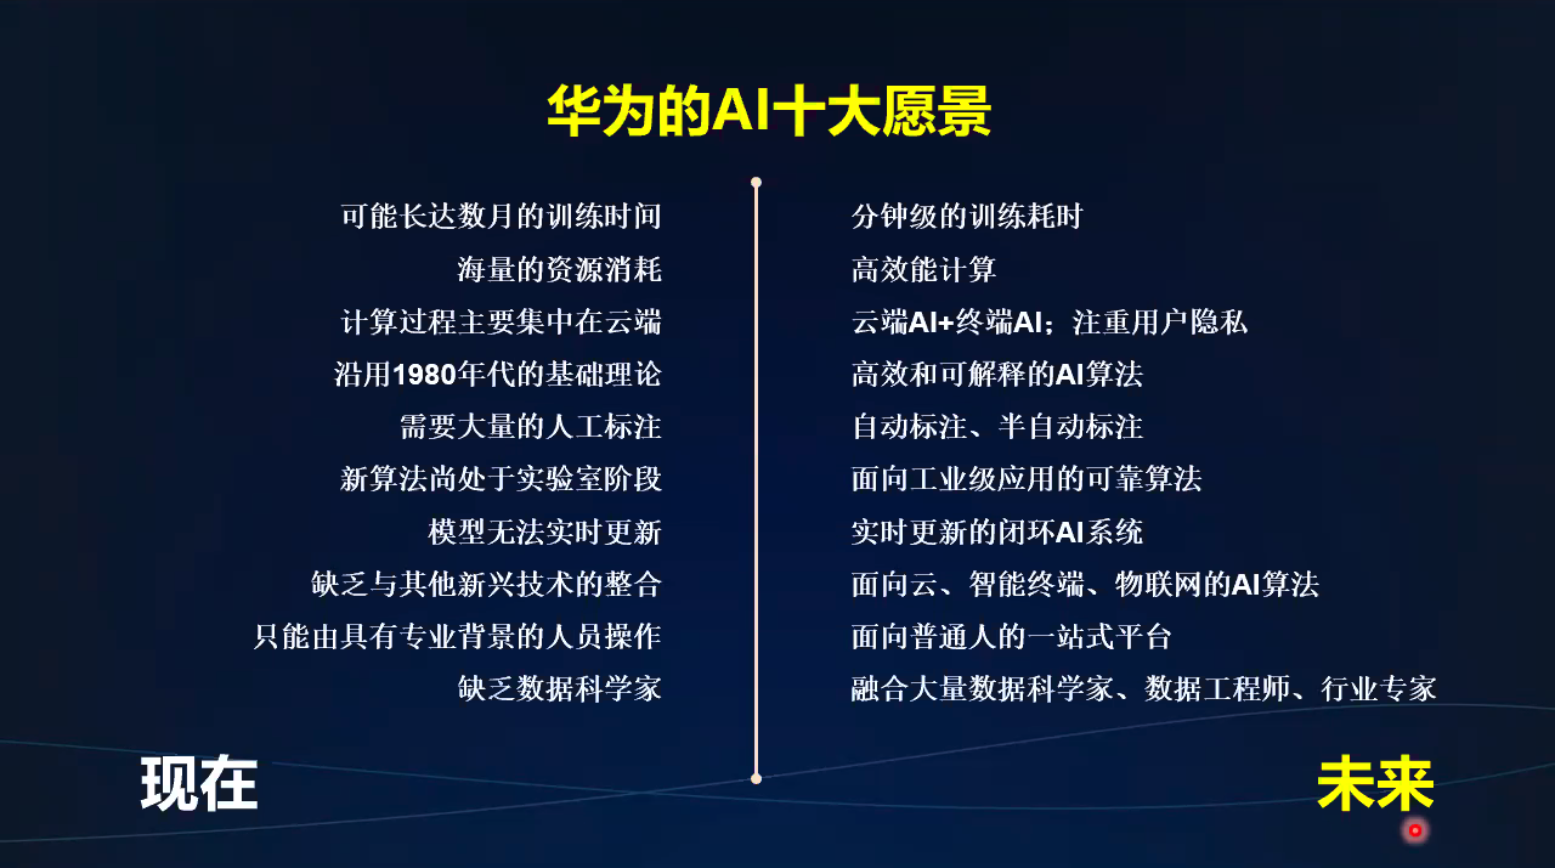 华为的AI十大愿景
可能长达数月的训练时间
分钟级的训练耗时
海量的资源消耗
高效能计算
计算过程主要集中在云端
云端AI+终端AI；注重用户隐私
沿用1980年代的基础理论
高效和可解释的AI算法
需要大量的人工标注
自动标注、半自动标注
新算法尚处于实验室阶段
面向工业级应用的可靠算法
模型无法实时更新
实时更新的闭环AI系统
缺乏与其他新兴技术的整合
面向云、智能终端、物联网的AI算法
只能由具有专业背景的人员操作
面向普通人的一站式平台
缺乏数据科学家
融合大量数据科学家、数据工程师、行业专家
现在
未来